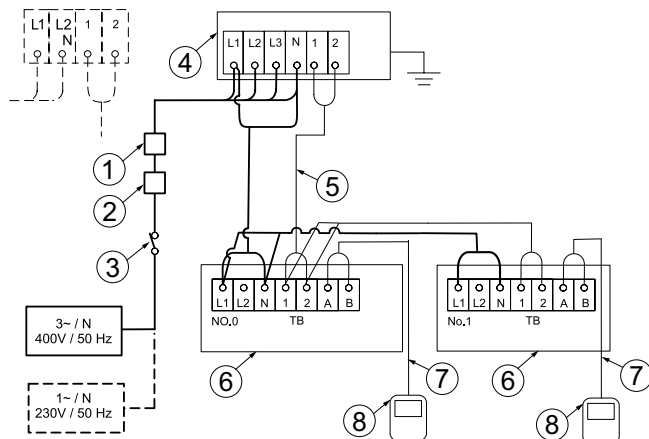 L1 L2 1 2
N
L1 L2 L3 N 1 2
4
1
2
3
5
L1 L2 N 1 2 A B
NO.0 TB
L1 L2 N 1 2 A B
No.1 TB
3~ / N
400V / 50 Hz
6
7
6
7
1~ / N
230V / 50 Hz
8
8